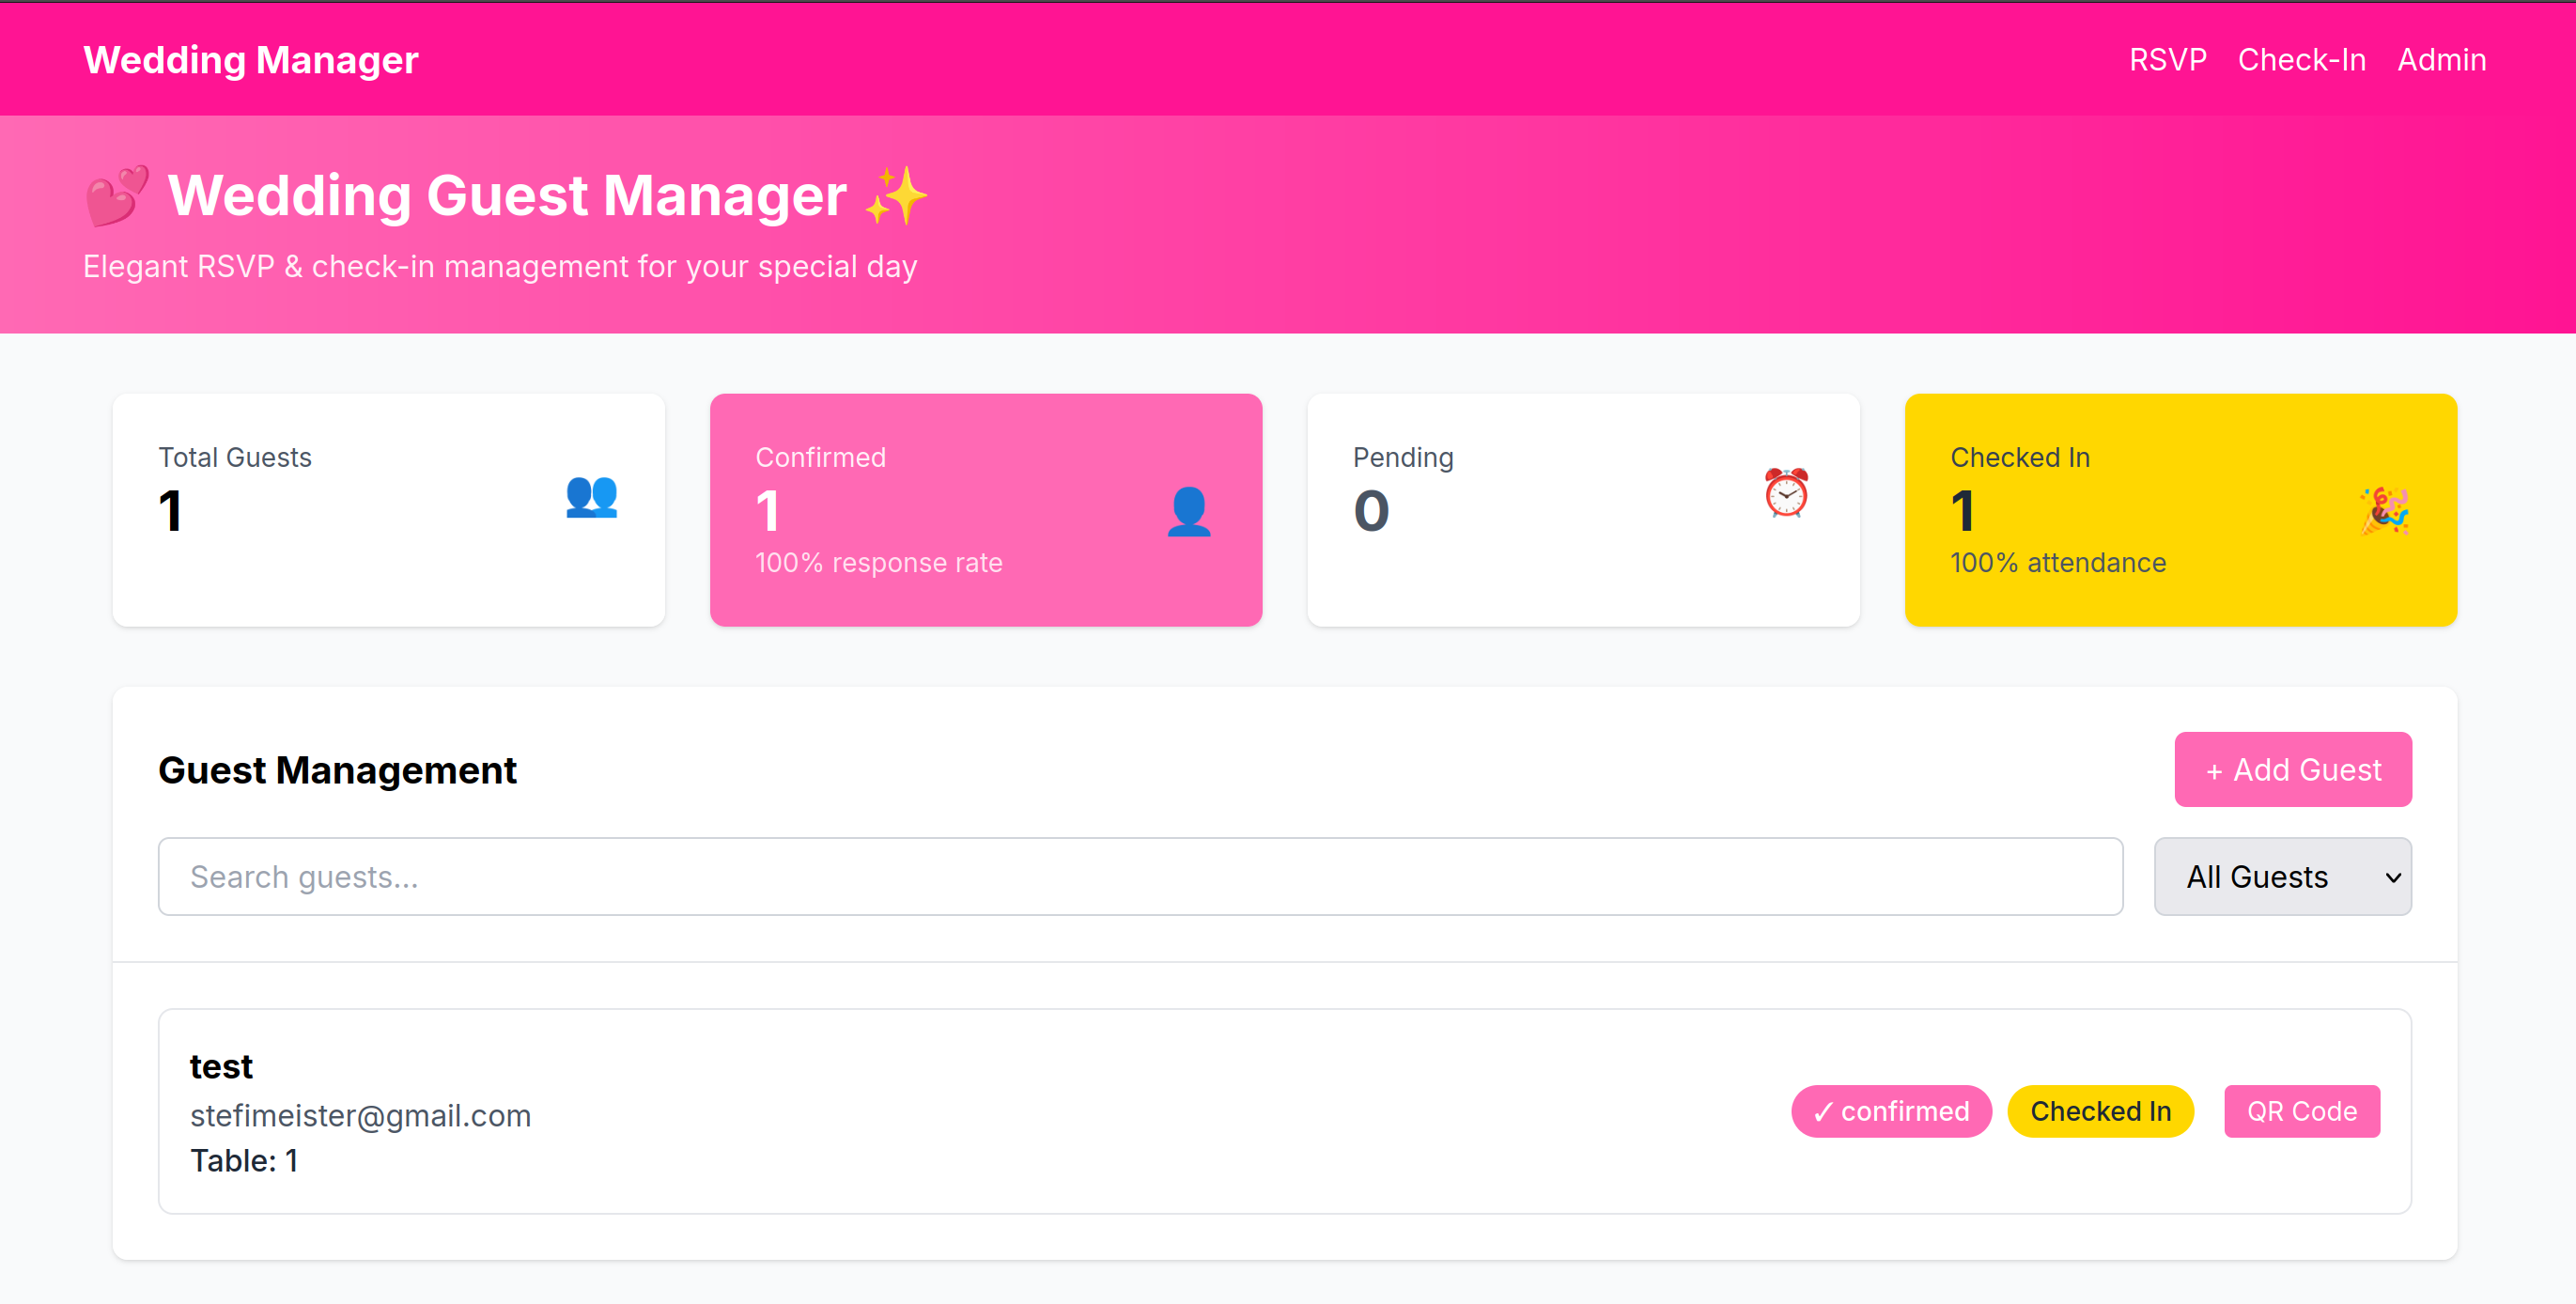 Wedding Manager
RSVP Check-In Admin
💕 Wedding Guest Manager ✨
Elegant RSVP & check-in management for your special day
Total Guests
1
Confirmed
1
100% response rate
Pending
0
Checked In
1
100% attendance
Guest Management
+ Add Guest
Search guests...
All Guests
test
stefimeister@gmail.com
Table: 1
✓ confirmed
Checked In
QR Code